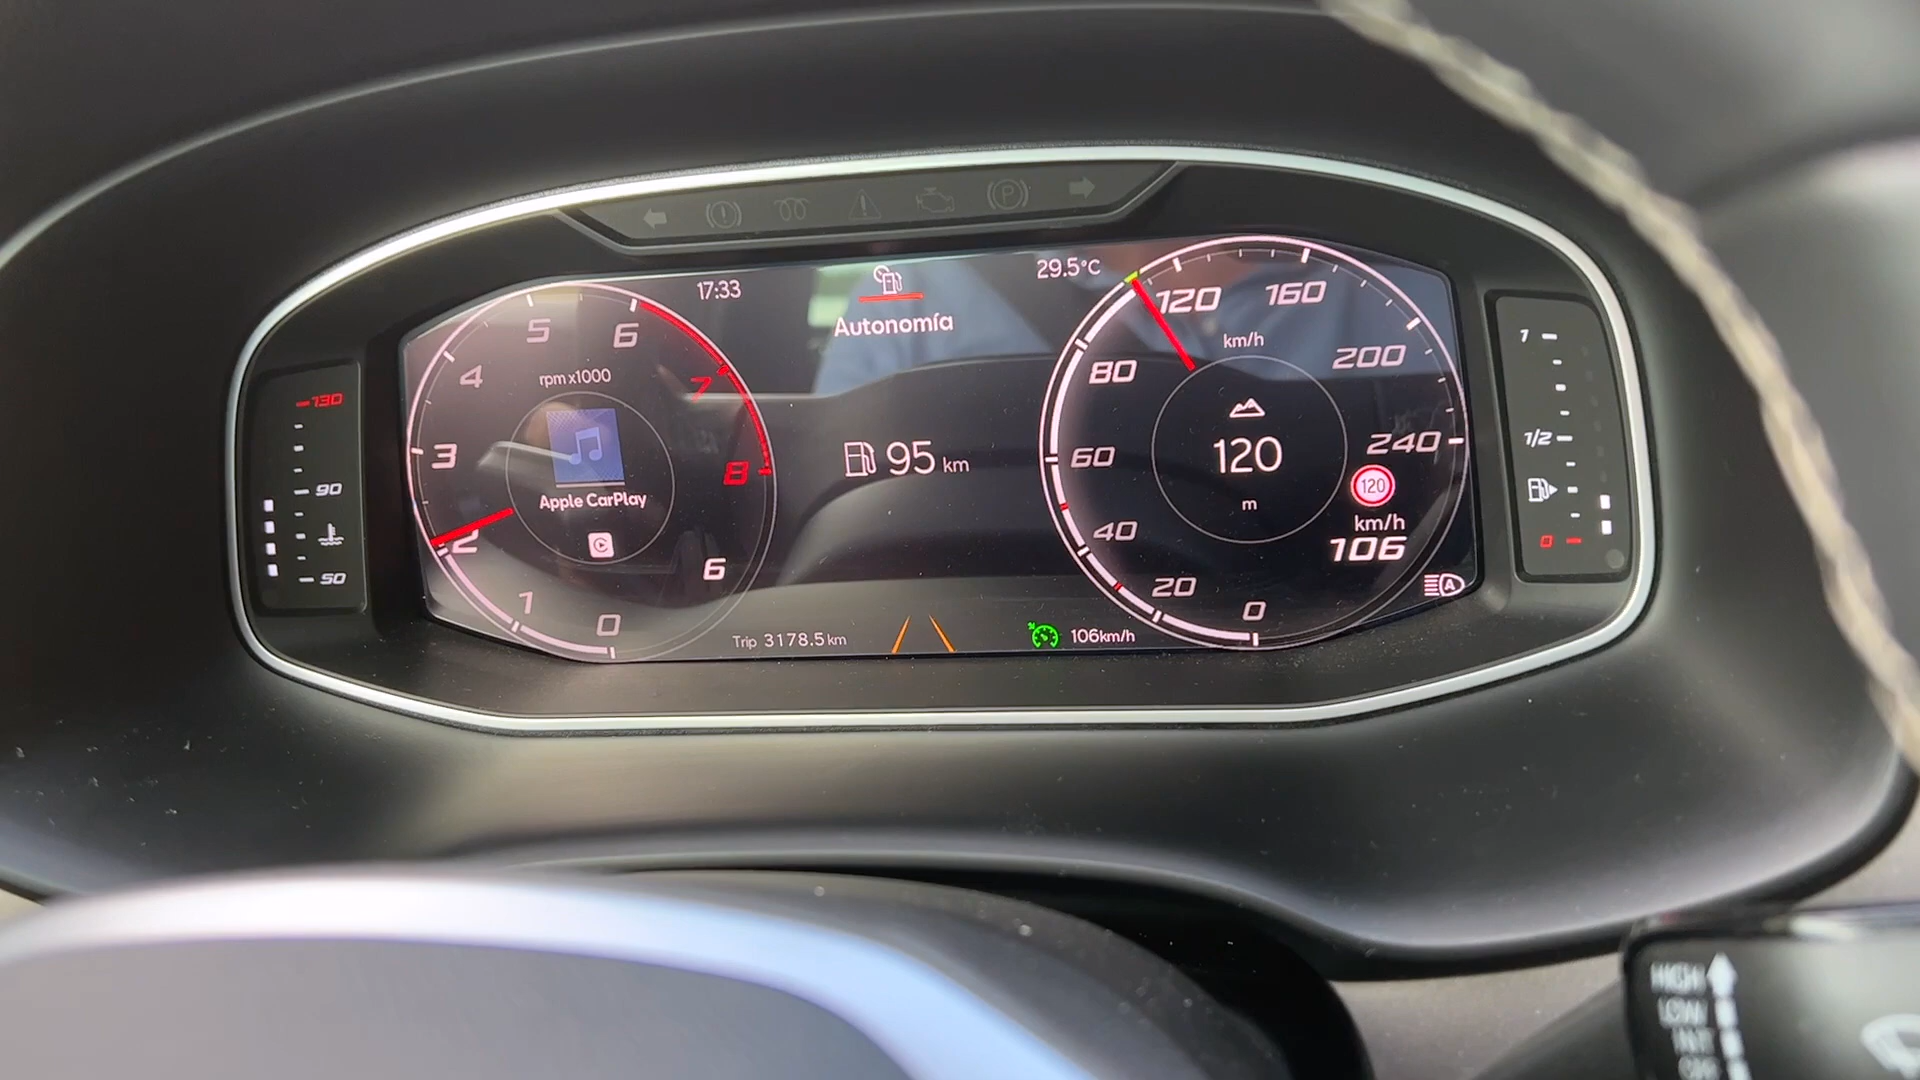 17:33
Autonomía
29.5°C
130
90
50
0
1
2
3
4
5
6
7
8
rpm x1000
Apple CarPlay
6
95 km
Trip 3178.5 km
106km/h
0
20
40
60
80
120
160
200
240
km/h
120
m
120
km/h
106
A
1
1/2
0
P
HIGH
LOW
INT